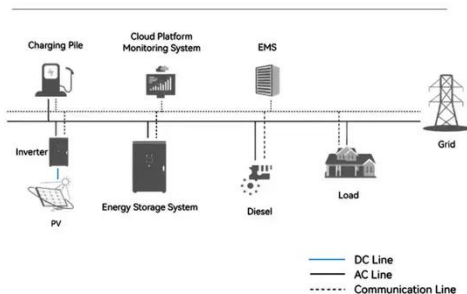 Charging Pile
Cloud Platform
Monitoring System
EMS
Grid
Inverter
PV
Energy Storage System
Diesel
Load
DC Line
AC Line
Communication Line